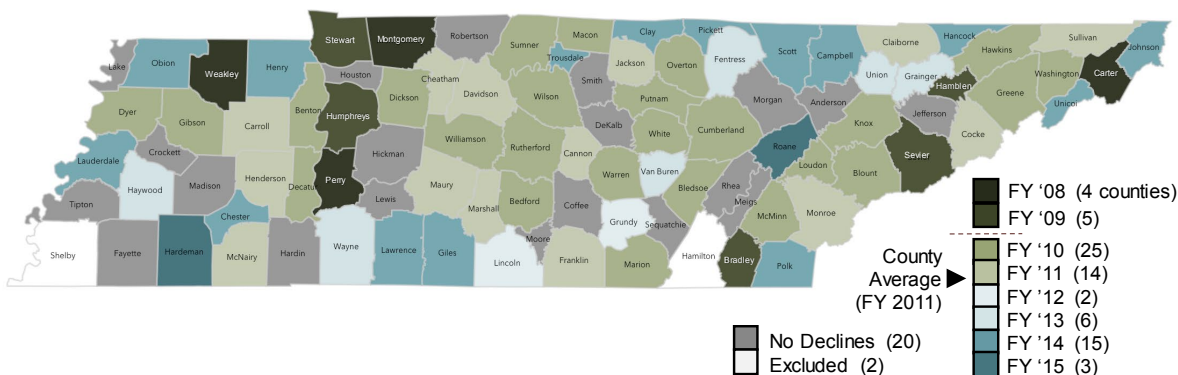 Stewart
Montgomery
Robertson
Sumner
Macon
Clay
Pickett
Claiborne
Hancock
Sullivan
Johnson
Lake
Obion
Weakley
Henry
Houston
Cheatham
Trousdale
Smith
Jackson
Overton
Fentress
Scott
Campbell
Union
Grainger
Hawkins
Hamblen
Greene
Washington
Carter
Unicoi
Dyer
Gibson
Carroll
Benton
Humphreys
Dickson
Davidson
Wilson
DeKalb
Putnam
White
Cumberland
Morgan
Anderson
Knox
Jefferson
Cocke
Lauderdale
Crockett
Haywood
Madison
Henderson
Decatur
Perry
Hickman
Williamson
Rutherford
Cannon
Warren
Van Buren
Bledsoe
Rhea
Roane
Loudon
Blount
Sevier
Tipton
Chester
Lewis
Maury
Marshall
Bedford
Coffee
Grundy
Sequatchie
Meigs
McMinn
Monroe
Shelby
Fayette
Hardeman
McNairy
Hardin
Wayne
Lawrence
Giles
Lincoln
Moore
Franklin
Marion
Hamilton
Bradley
Polk
FY ‘08 (4 counties)
FY ‘09 (5)
County
Average
(FY 2011)
FY ‘10 (25)
FY ’11 (14)
FY ’12 (2)
FY ‘13 (6)
FY ‘14 (15)
FY ‘15 (3)
No Declines (20)
Excluded (2)